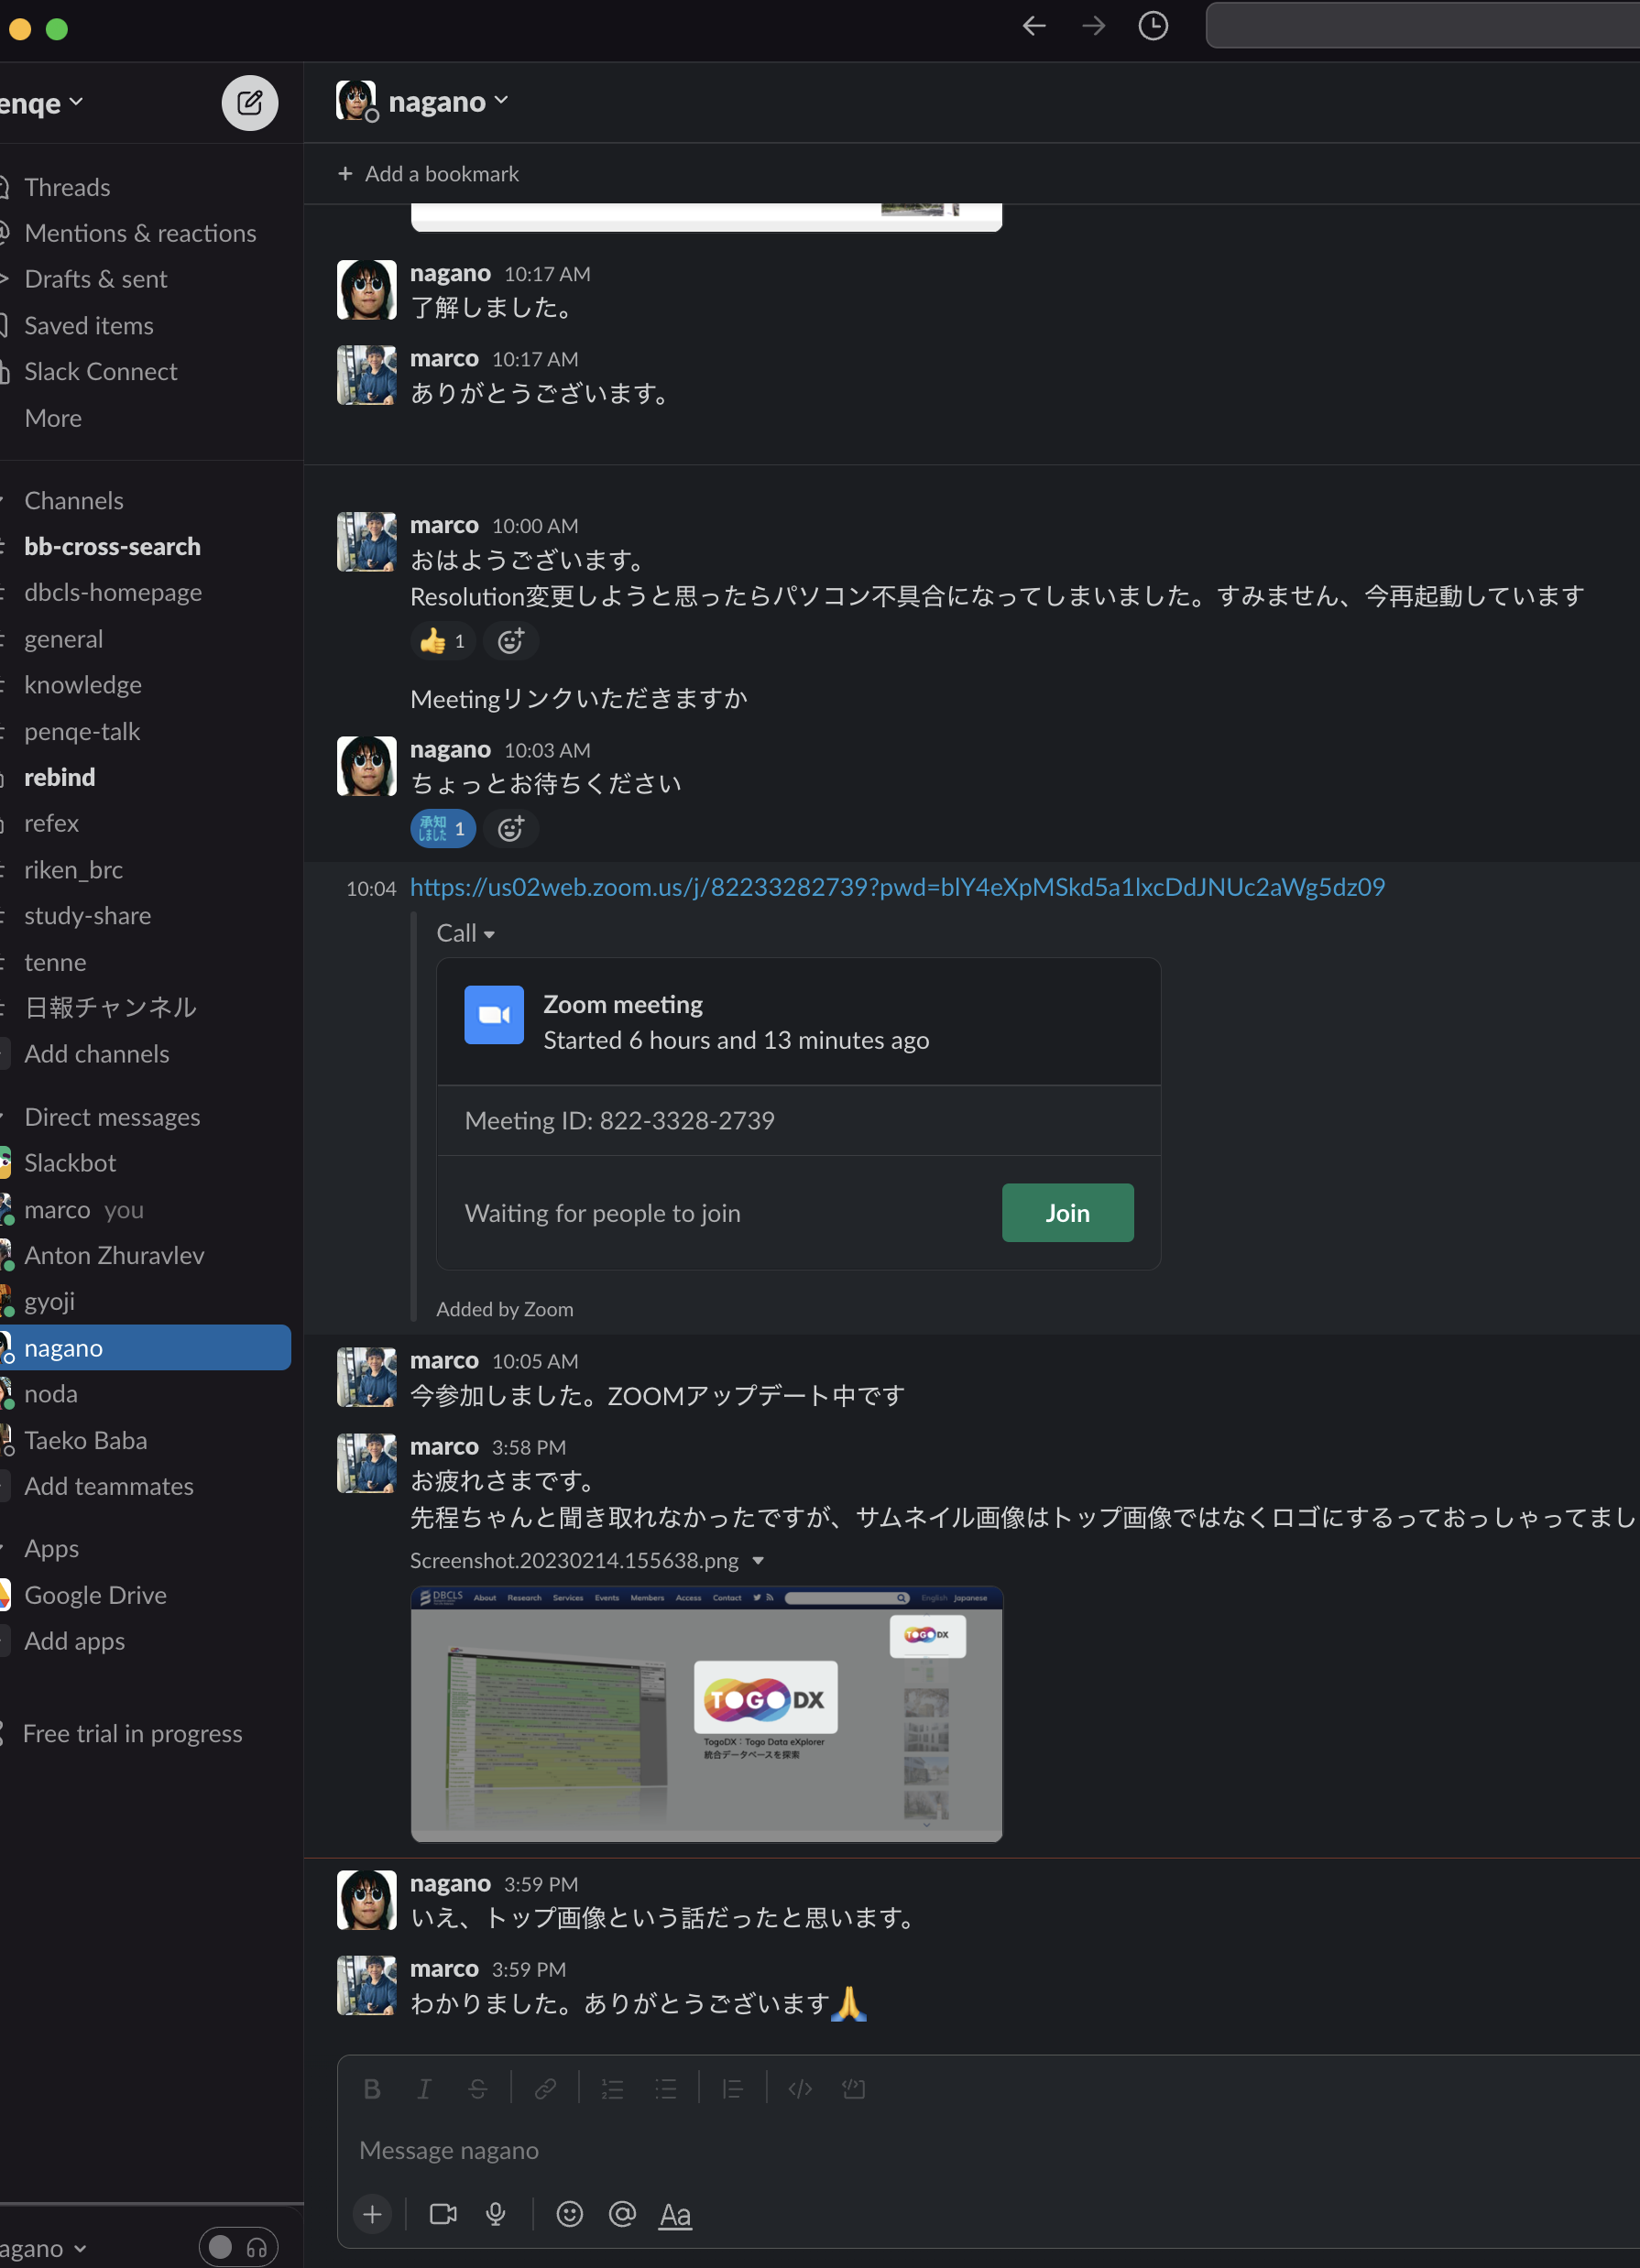 enqe
Threads
Mentions & reactions
Drafts & sent
Saved items
Slack Connect
More
Channels
bb-cross-search
dbcls-homepage
general
knowledge
penqe-talk
rebind
refex
riken_brc
study-share
tenne
日報チャンネル
Add channels
Direct messages
Slackbot
marco you
Anton Zhuravlev
gyoji
nagano
noda
Taeko Baba
Add teammates
Apps
Google Drive
Add apps
Free trial in progress
agano
nagano
+ Add a bookmark
nagano 10:17 AM
了解しました。
marco 10:17 AM
ありがとうございます。
marco 10:00 AM
おはようございます。
Resolution変更しようと思ったらパソコン不具合になってしまいました。すみません、今再起動しています
1
Meetingリンクいただきますか
nagano 10:03 AM
ちょっとお待ちください
承知しました 1
10:04 https://us02web.zoom.us/j/82233282739?pwd=blY4eXpMSkd5a1lxcDdJNUc2aWg5dz09
Call
Zoom meeting
Started 6 hours and 13 minutes ago
Meeting ID: 822-3328-2739
Waiting for people to join
Join
Added by Zoom
marco 10:05 AM
今参加しました。ZOOMアップデート中です
marco 3:58 PM
お疲れさまです。
先程ちゃんと聞き取れなかったですが、サムネイル画像はトップ画像ではなくロゴにするっておっしゃってまし
Screenshot.20230214.155638.png
DBCLS About Research Services Events Members Access Contact English Japanese
TOGO DX
TOGO DX
TogoDX：Togo Data eXplorer
統合データベースを探索
nagano 3:59 PM
いえ、トップ画像という話だったと思います。
marco 3:59 PM
わかりました。ありがとうございます🙏
Message nagano
Aa